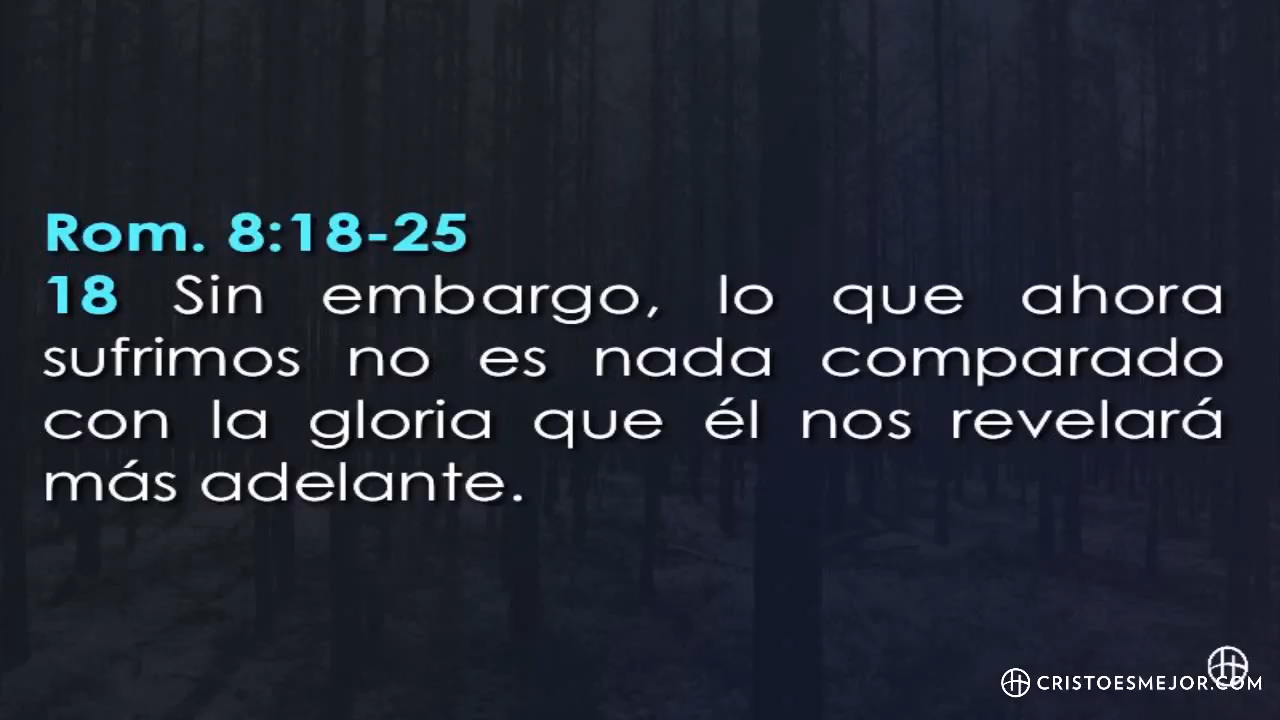 Rom. 8:18-25
18 Sin embargo, lo que ahora
sufrimos no es nada comparado
con la gloria que él nos revelará
más adelante.
CRISTOESMEJOR.COM